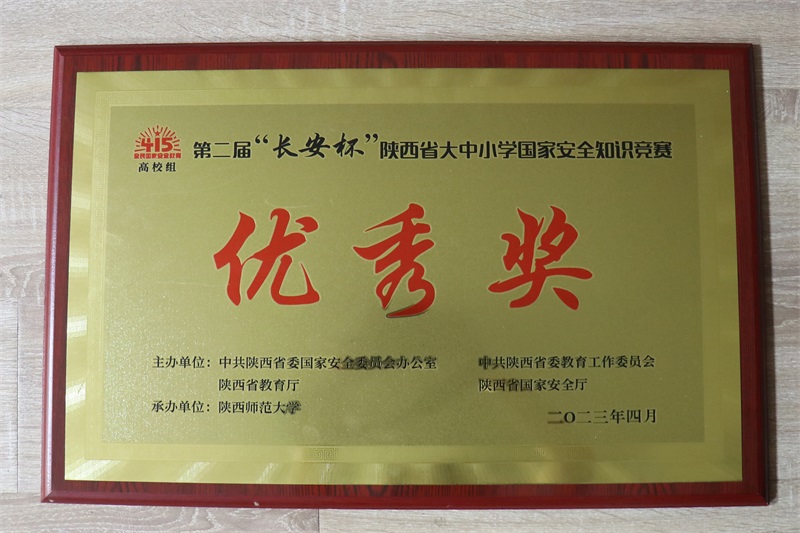 415
全民国家安全教育
高校组
第二届“长安杯”陕西省大中小学国家安全知识竞赛
优秀奖
主办单位：中共陕西省委国家安全委员会办公室 中共陕西省委教育工作委员会
陕西省教育厅 陕西省国家安全厅
承办单位：陕西师范大学
二〇二三年四月